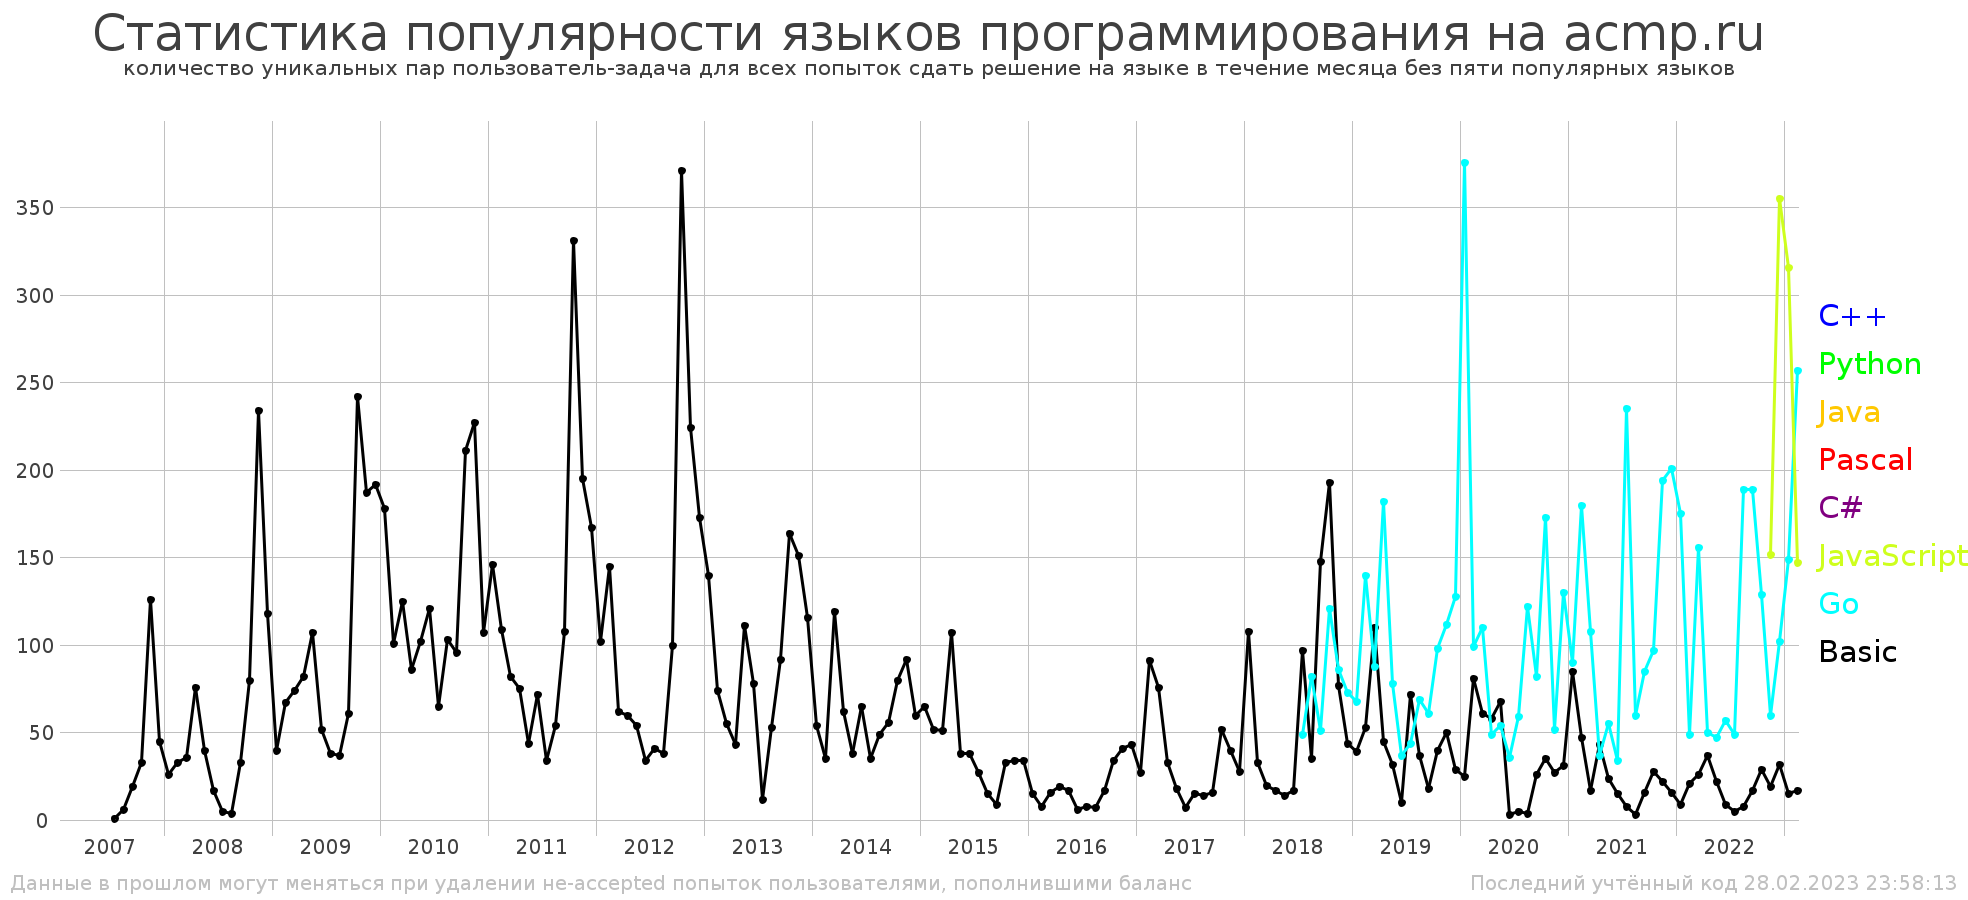 Статистика популярности языков программирования на acmp.ru
количество уникальных пар пользователь-задача для всех попыток сдать решение на языке в течение месяца без пяти популярных языков
350
300
250
200
150
100
50
0
C++
Python
Java
Pascal
C#
JavaScript
Go
Basic
2007 2008 2009 2010 2011 2012 2013 2014 2015 2016 2017 2018 2019 2020 2021 2022
Данные в прошлом могут меняться при удалении не-accepted попыток пользователями, пополнившими баланс
Последний учтённый код 28.02.2023 23:58:13